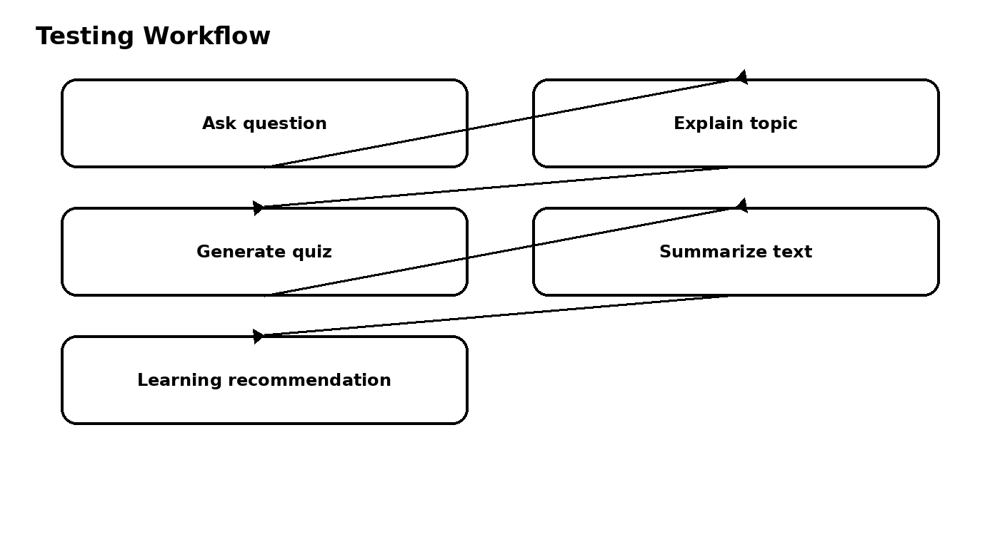 Testing Workflow
Ask question
Explain topic
Generate quiz
Summarize text
Learning recommendation